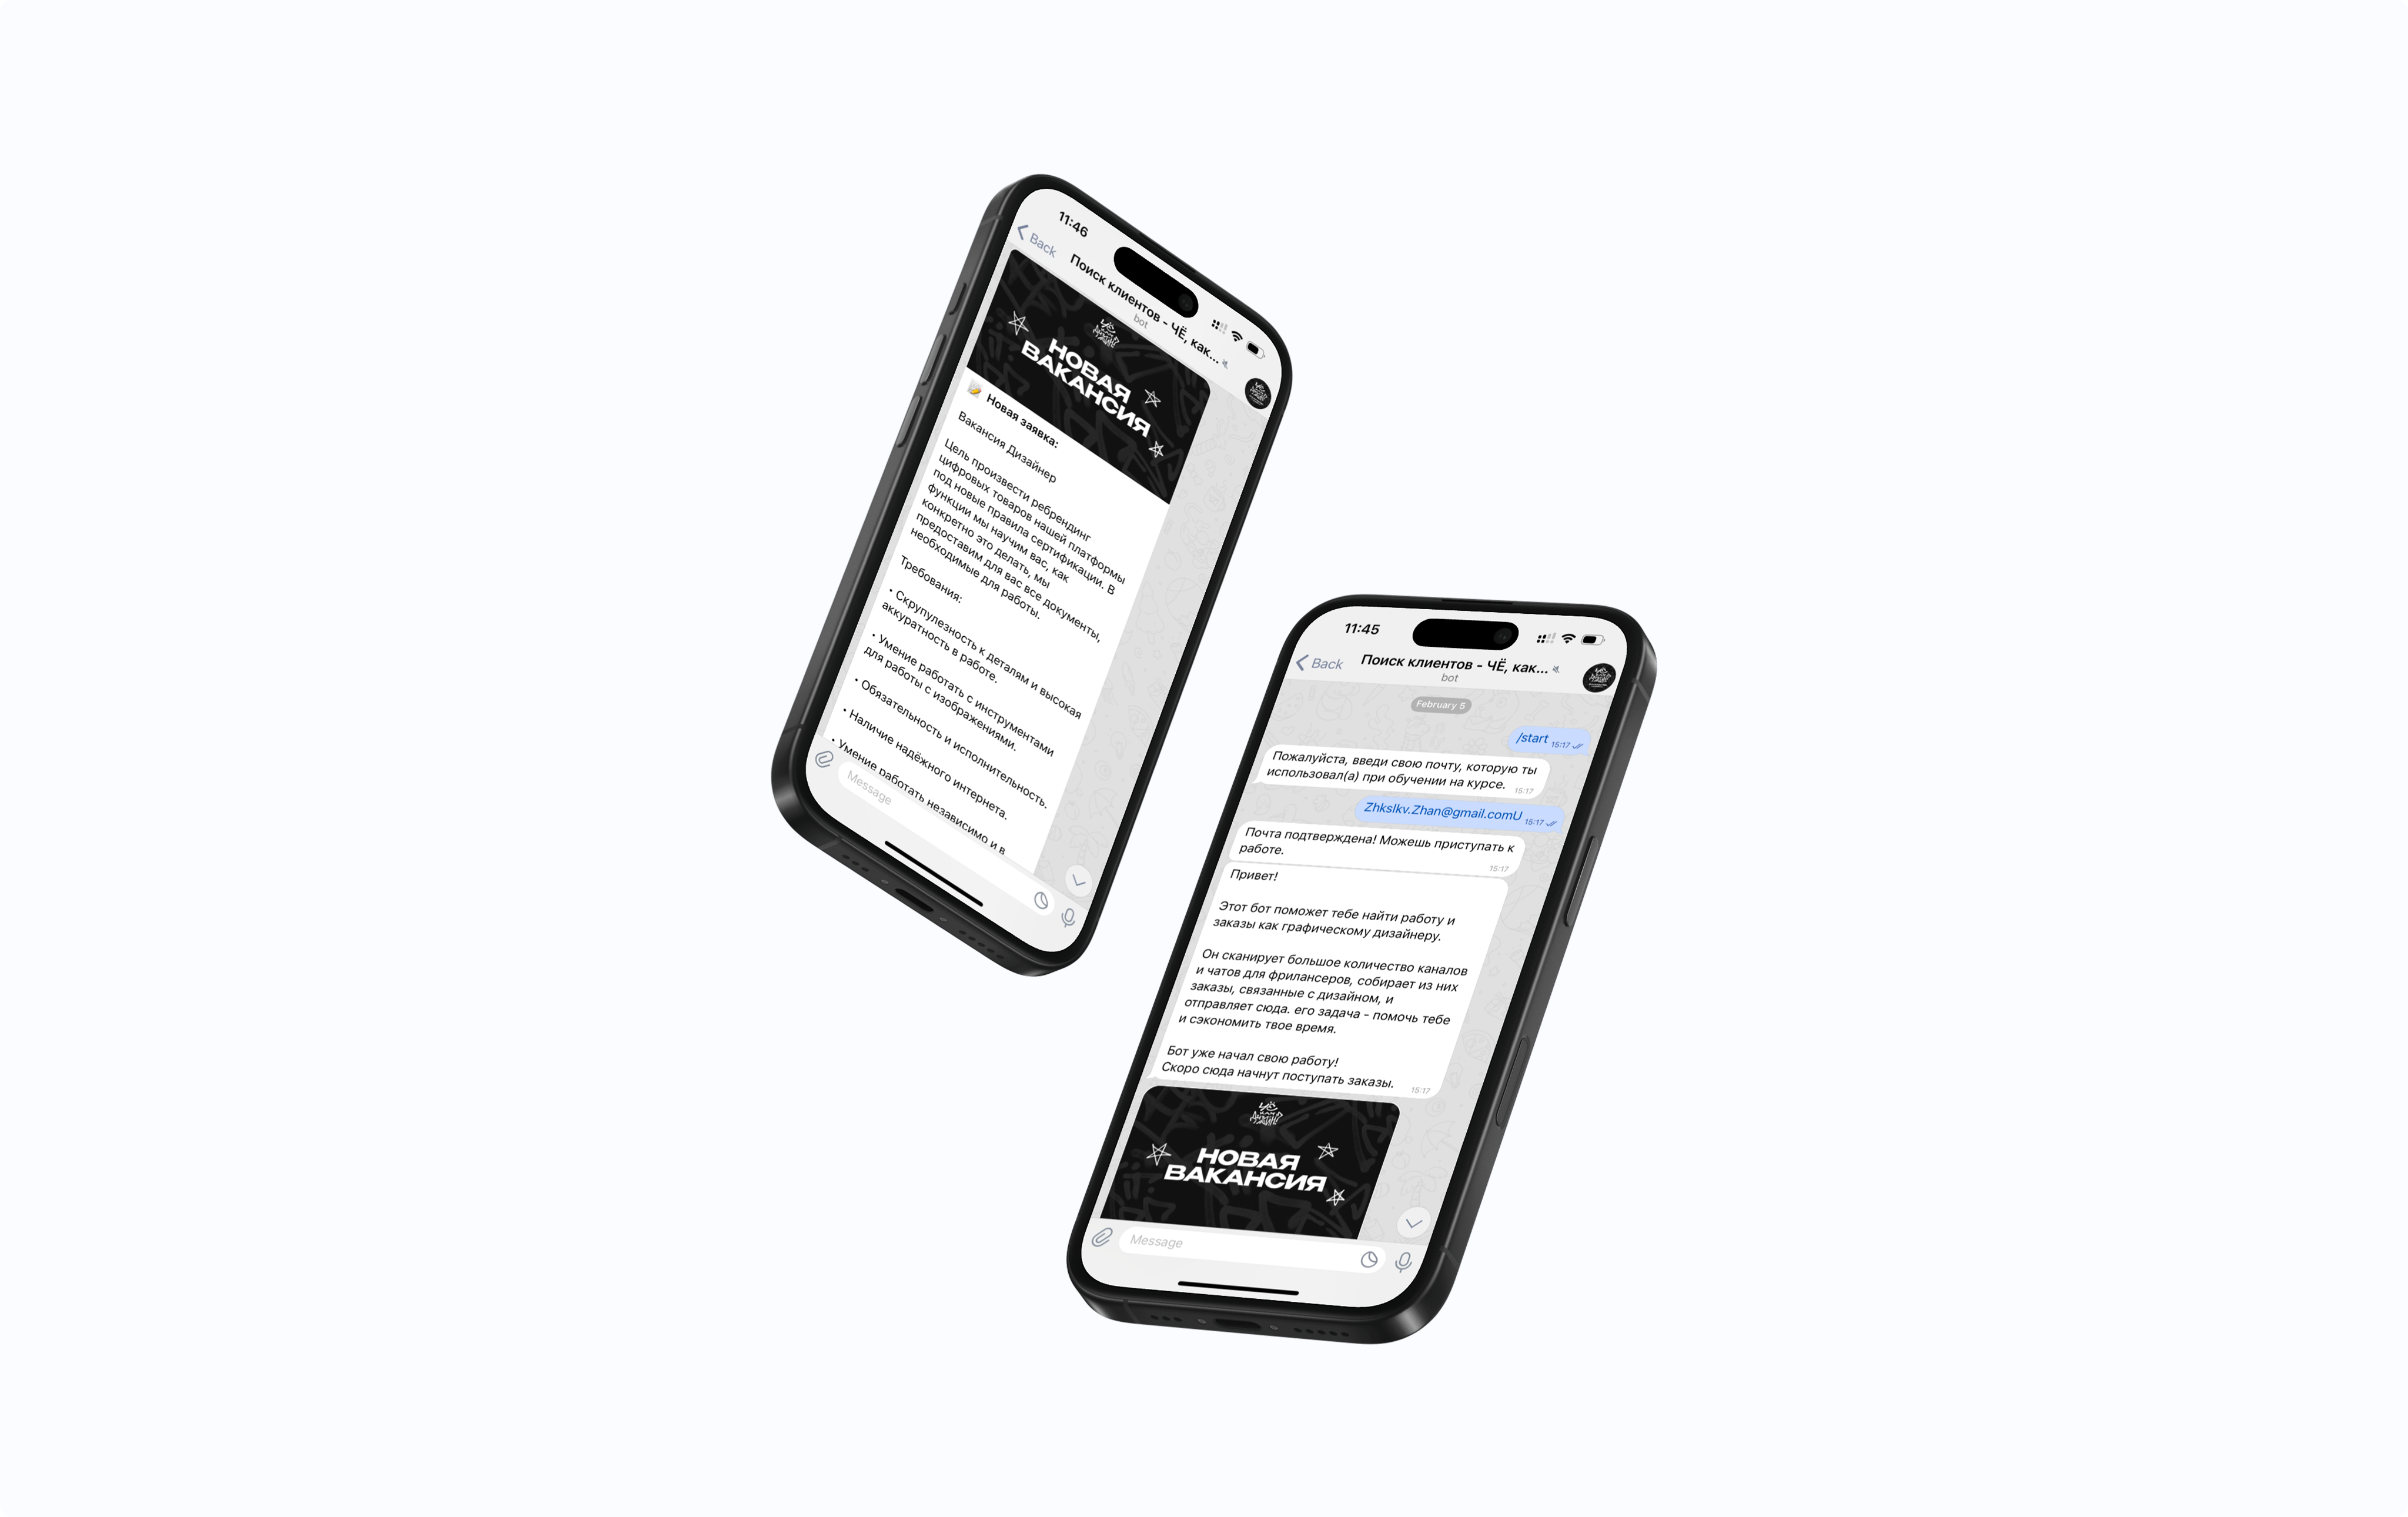 11:46
Back
Поиск клиентов - ЧЁ, как...
bot
НОВАЯ
ВАКАНСИЯ
Новая заявка:
Вакансия Дизайнер
Цель произвести ребрендинг
цифровых товаров нашей платформы
под новые правила сертификации. В
функции мы научим вас, как
конкретно это делать, мы
предоставим для вас все документы,
необходимые для работы.
Требования:
• Скрупулезность к деталям и высокая
аккуратность в работе.
• Умение работать с инструментами
для работы с изображениями.
• Обязательность и исполнительность.
• Наличие надёжного интернета.
• Умение работать независимо и в
Message
11:45
Back
Поиск клиентов - ЧЁ, как...
bot
February 5
/start 15:17
Пожалуйста, введи свою почту, которую ты
использовал(а) при обучении на курсе. 15:17
Zhkslkv.Zhan@gmail.comU 15:17
Почта подтверждена! Можешь приступать к
работе. 15:17
Привет!
Этот бот поможет тебе найти работу и
заказы как графическому дизайнеру.
Он сканирует большое количество каналов
и чатов для фрилансеров, собирает из них
заказы, связанные с дизайном, и
отправляет сюда. его задача - помочь тебе
и сэкономить твое время.
Бот уже начал свою работу!
Скоро сюда начнут поступать заказы. 15:17
НОВАЯ
ВАКАНСИЯ
Message